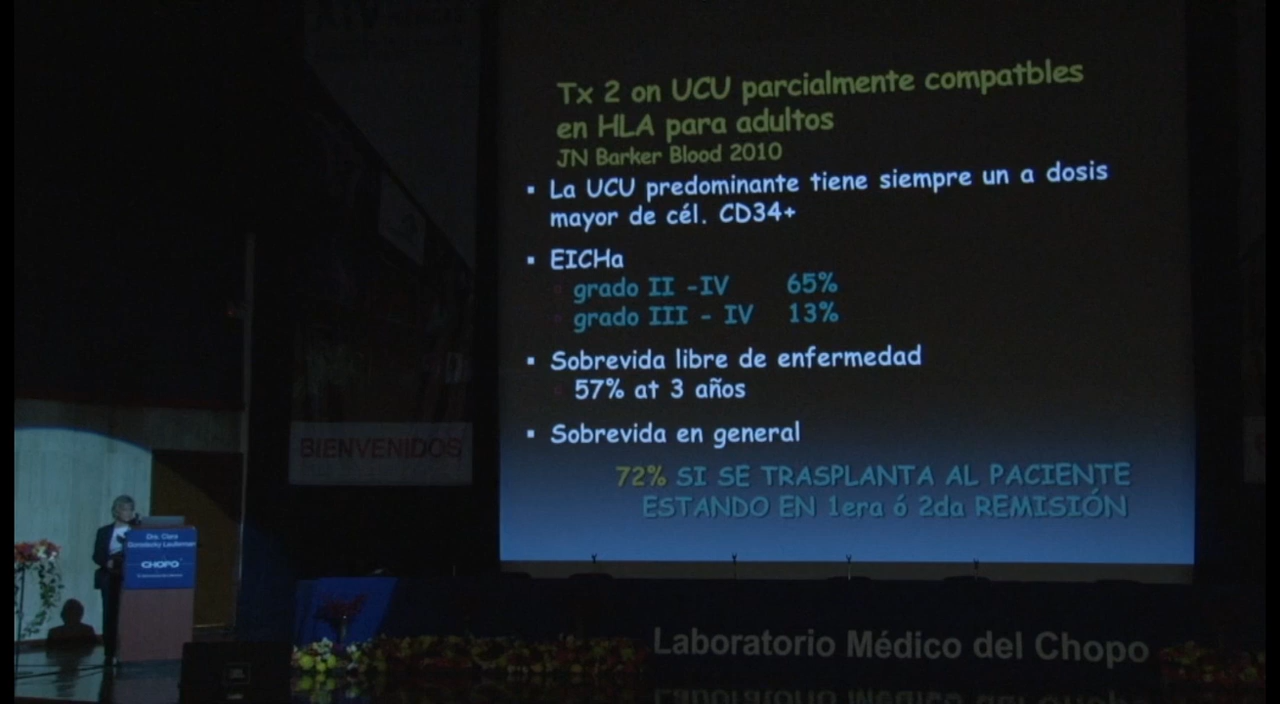 Tx 2 on UCU parcialmente compatbles
en HLA para adultos
JN Barker Blood 2010
▪ La UCU predominante tiene siempre un a dosis
mayor de cél. CD34+
▪ EICHa
grado II -IV 65%
grado III - IV 13%
▪ Sobrevida libre de enfermedad
57% at 3 años
▪ Sobrevida en general
72% SI SE TRASPLANTA AL PACIENTE
ESTANDO EN 1era ó 2da REMISIÓN
BIENVENIDOS
Dra. Clara
CHOPO
Laboratorio Médico del Chopo